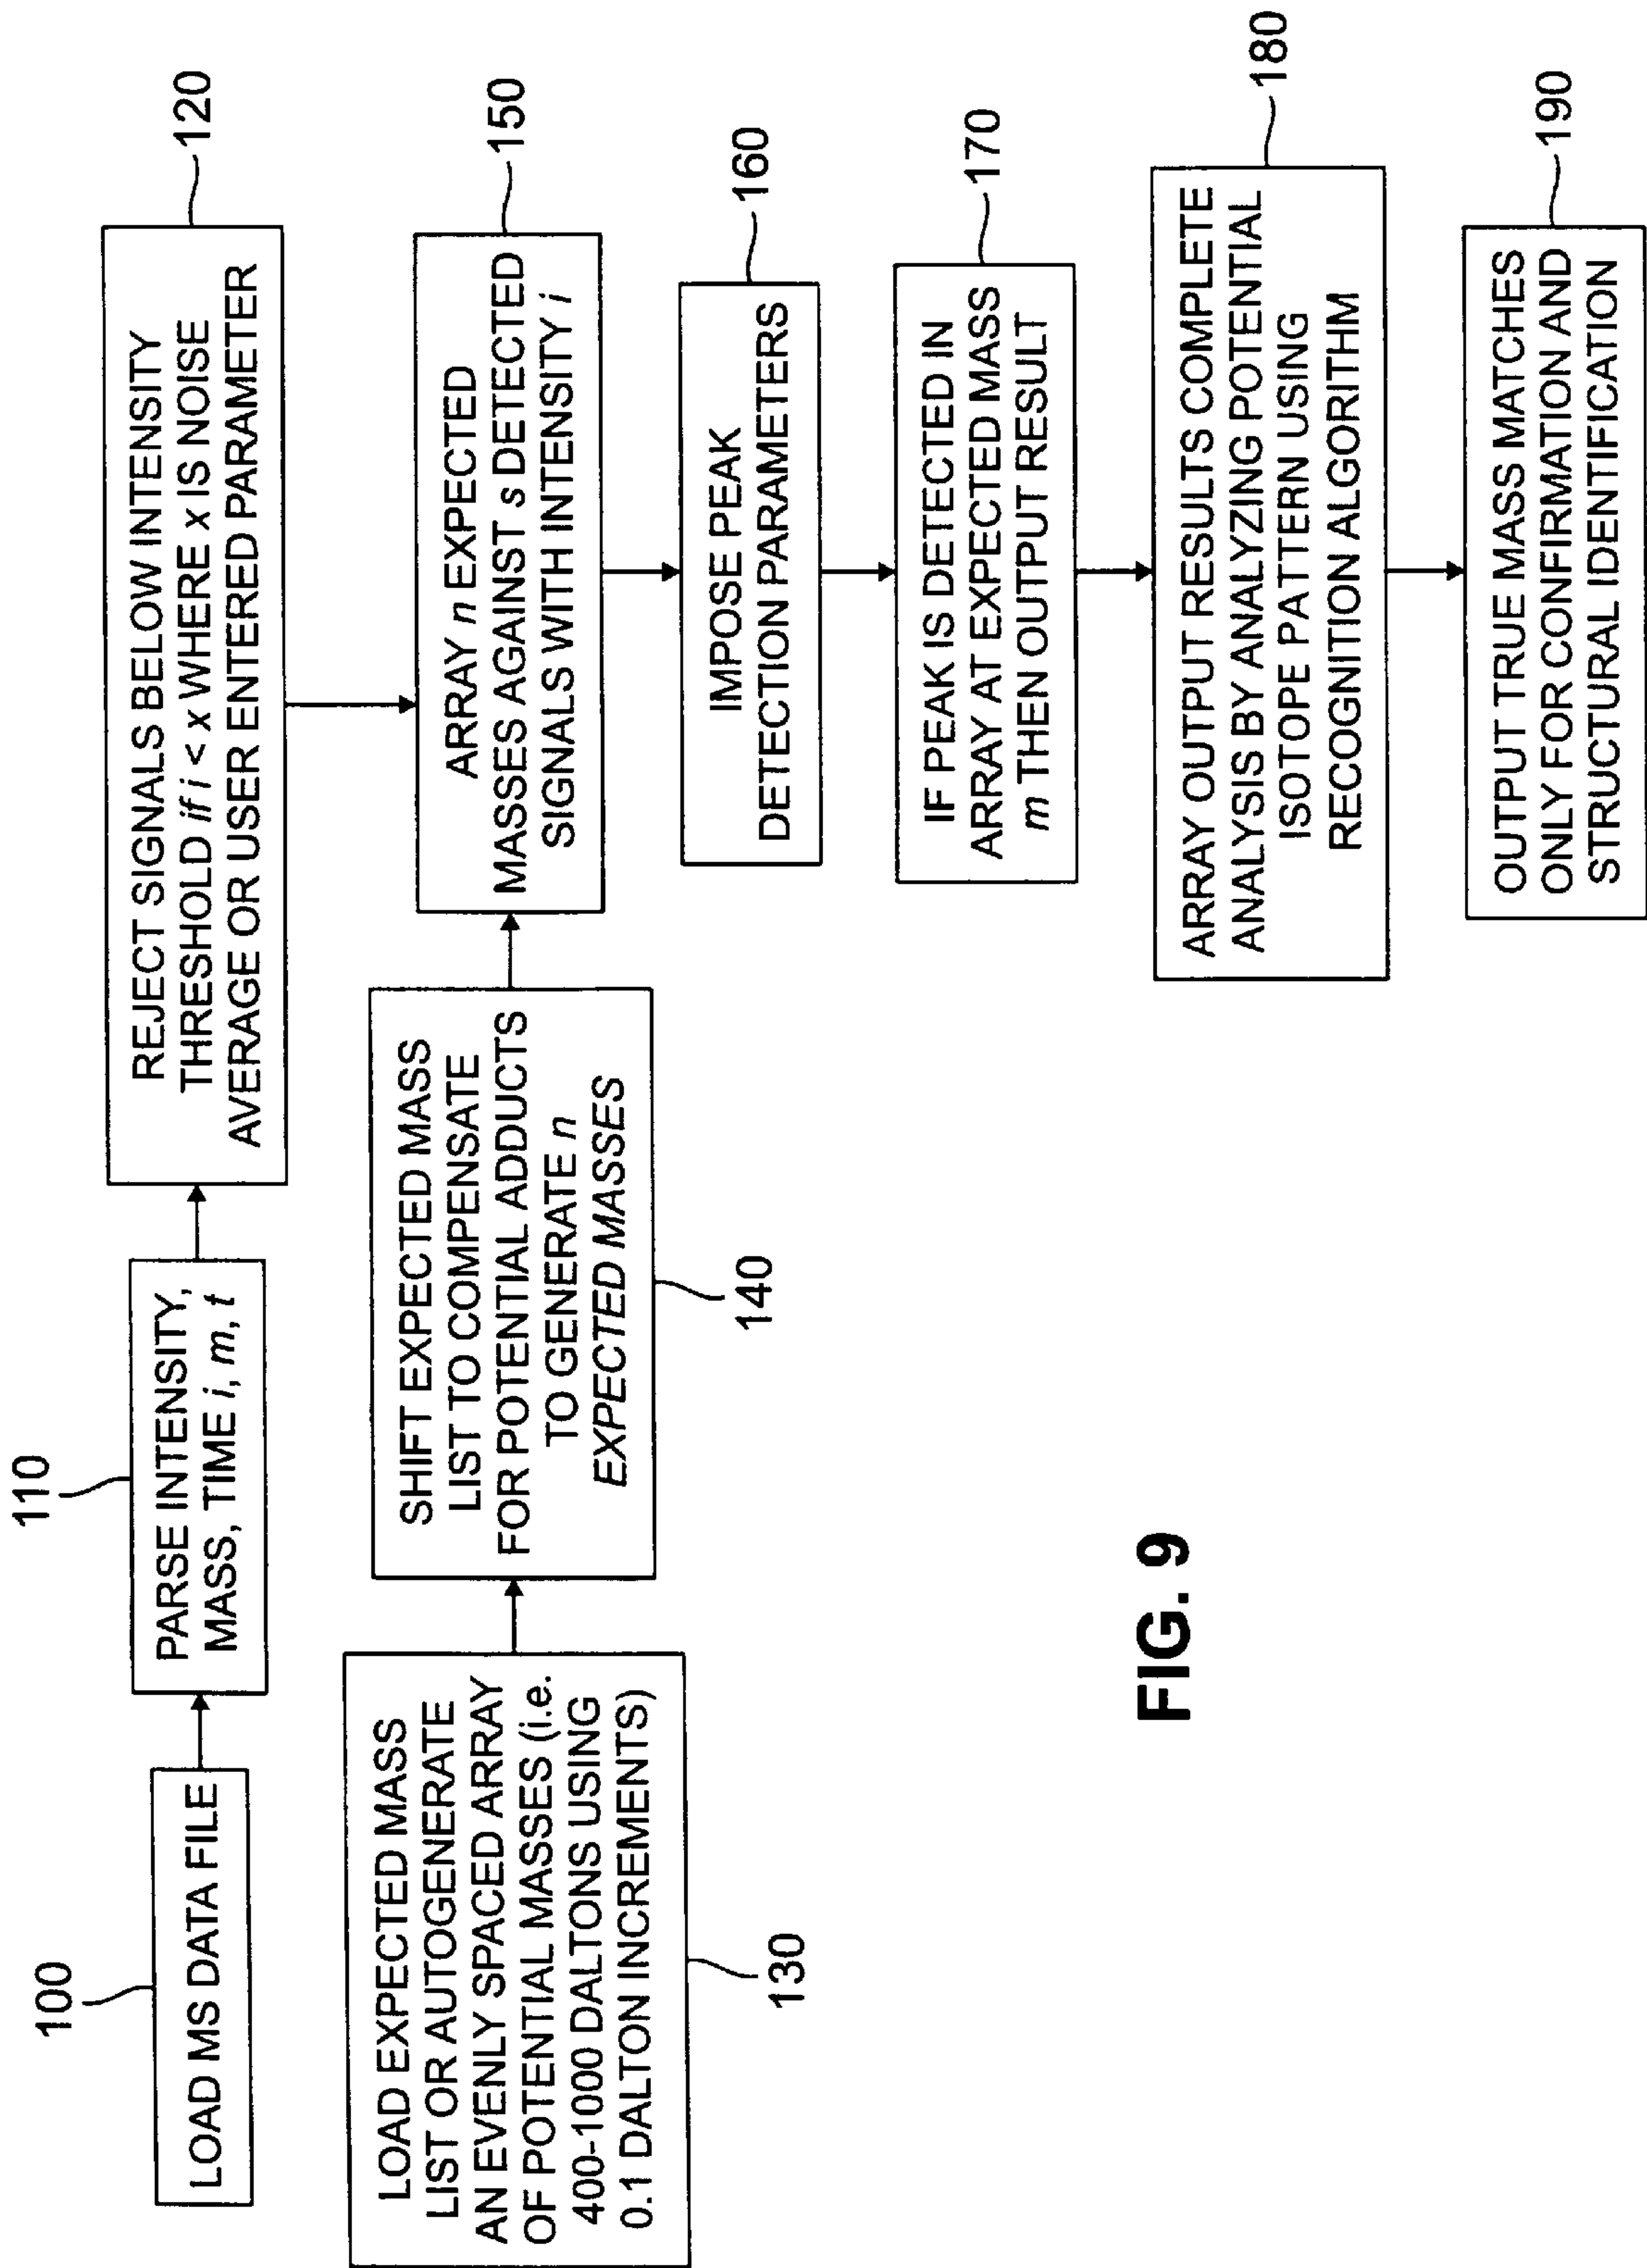 100
LOAD MS DATA FILE
110
PARSE INTENSITY,
MASS, TIME i, m, t
120
REJECT SIGNALS BELOW INTENSITY
THRESHOLD if i < x WHERE x IS NOISE
AVERAGE OR USER ENTERED PARAMETER
LOAD EXPECTED MASS
LIST OR AUTOGENERATE
AN EVENLY SPACED ARRAY
OF POTENTIAL MASSES (i.e.
400-1000 DALTONS USING
0.1 DALTON INCREMENTS)
130
SHIFT EXPECTED MASS
LIST TO COMPENSATE
FOR POTENTIAL ADDUCTS
TO GENERATE n
EXPECTED MASSES
140
ARRAY n EXPECTED
MASSES AGAINST s DETECTED
SIGNALS WITH INTENSITY i
150
IMPOSE PEAK
DETECTION PARAMETERS
160
IF PEAK IS DETECTED IN
ARRAY AT EXPECTED MASS
m THEN OUTPUT RESULT
170
ARRAY OUTPUT RESULTS COMPLETE
ANALYSIS BY ANALYZING POTENTIAL
ISOTOPE PATTERN USING
RECOGNITION ALGORITHM
180
OUTPUT TRUE MASS MATCHES
ONLY FOR CONFIRMATION AND
STRUCTURAL IDENTIFICATION
190
FIG. 9